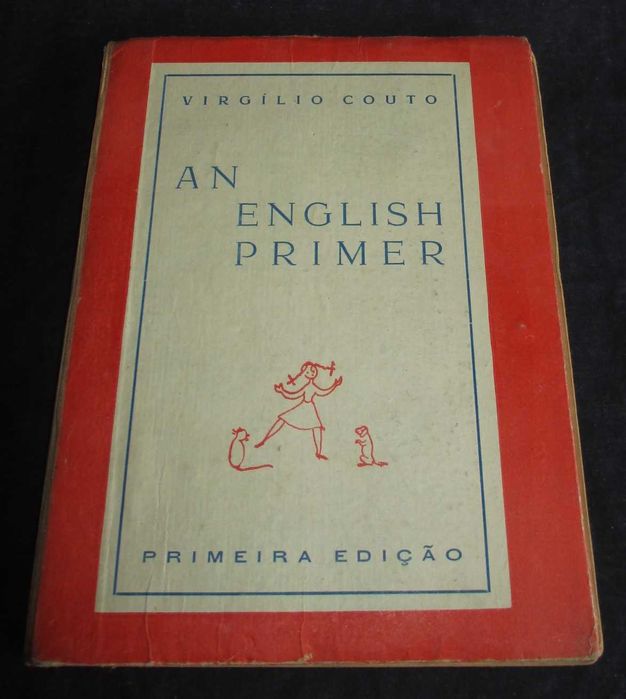 VIRGÍLIO COUTO
AN
ENGLISH
PRIMER
PRIMEIRA EDIÇÃO